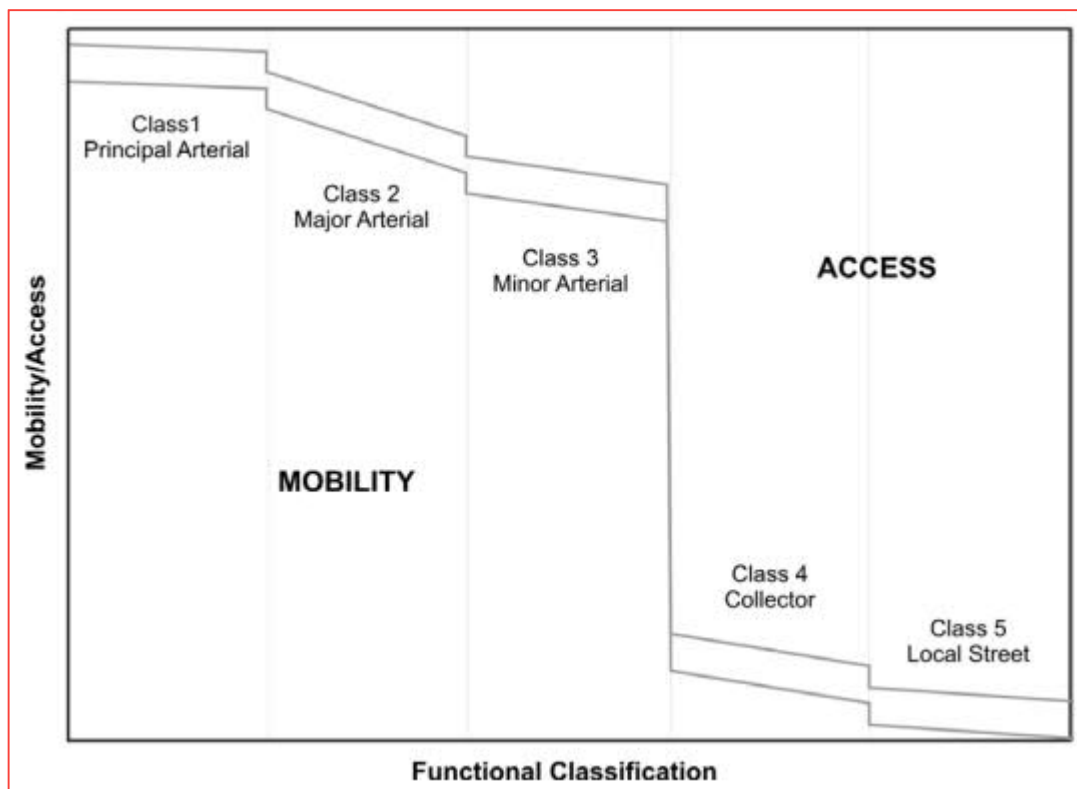 Class1
Principal Arterial
Class 2
Major Arterial
Class 3
Minor Arterial
ACCESS
Mobility/Access
MOBILITY
Class 4
Collector
Class 5
Local Street
Functional Classification